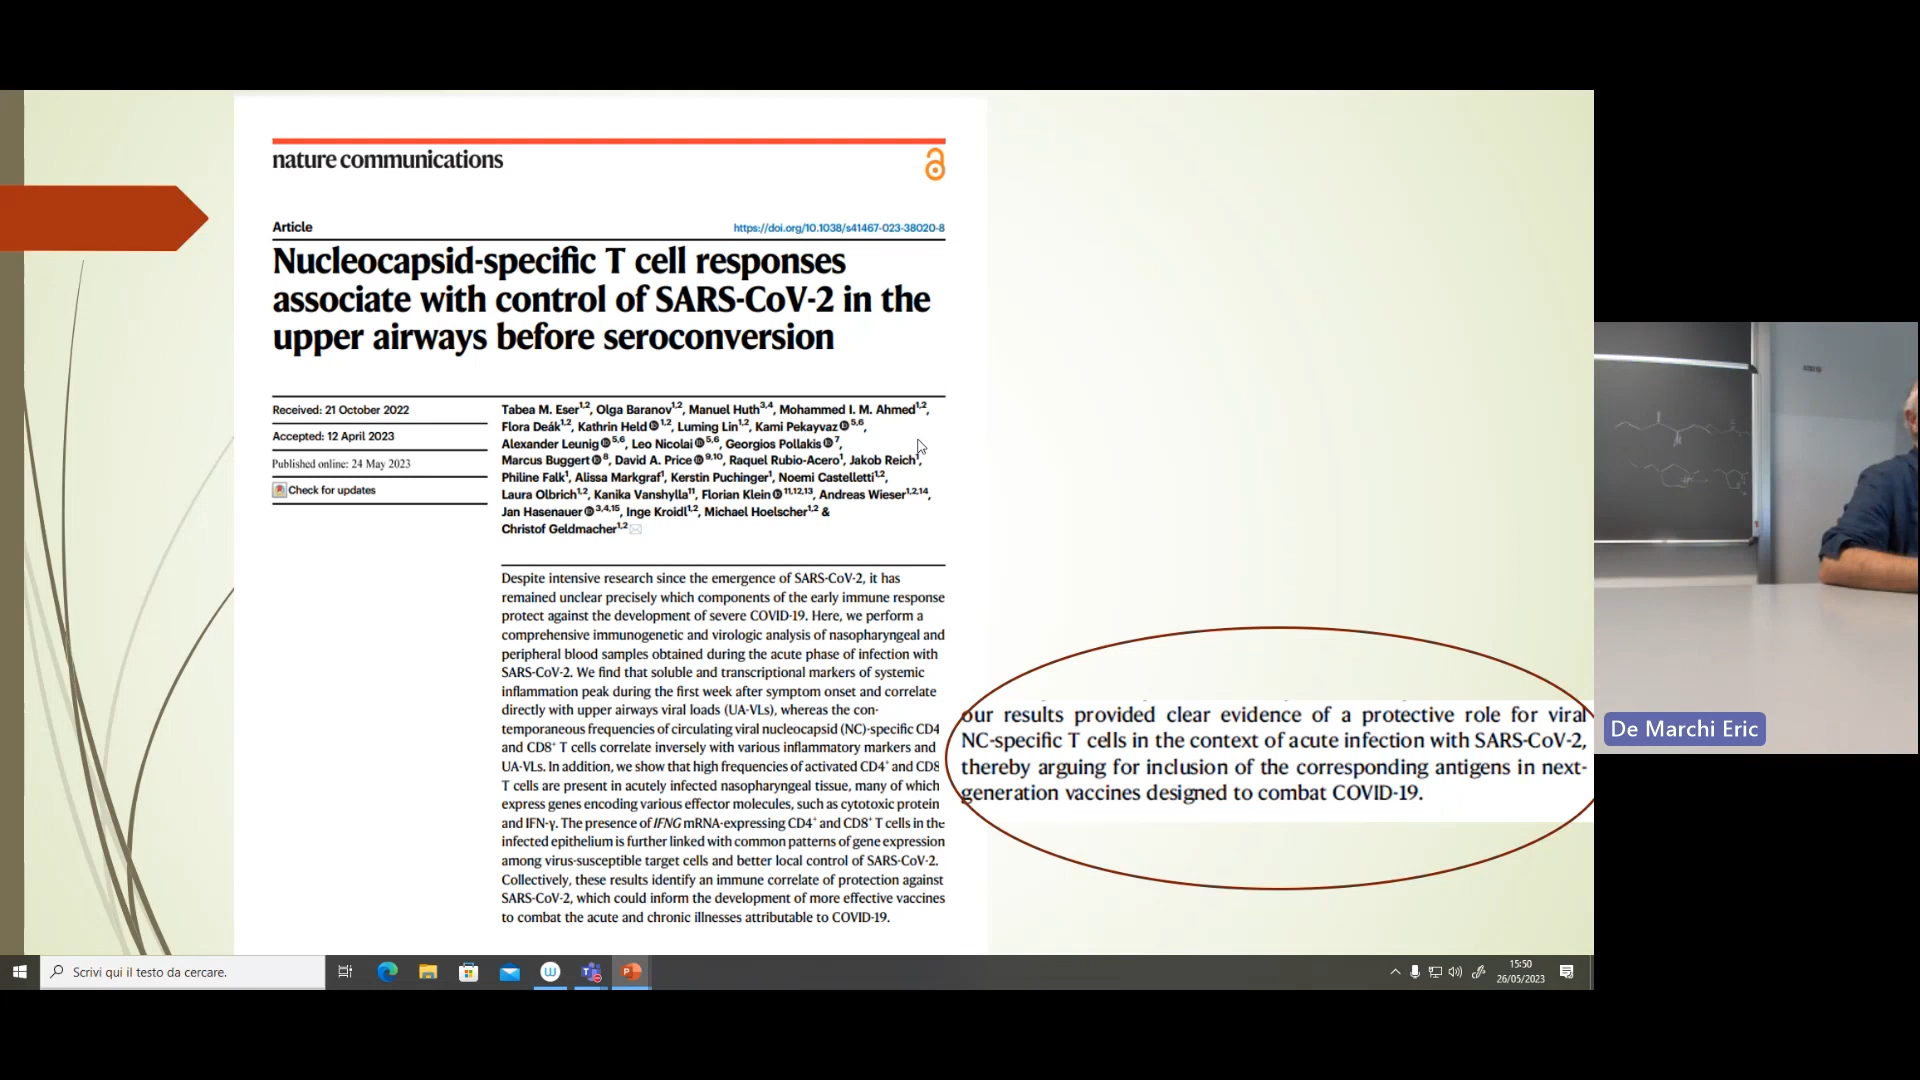 nature communications
Article
https://doi.org/10.1038/s41467-023-38020-8
Nucleocapsid-specific T cell responses
associate with control of SARS-CoV-2 in the
upper airways before seroconversion
Received: 21 October 2022
Accepted: 12 April 2023
Published online: 24 May 2023
Check for updates
Tabea M. Eser1,2, Olga Baranov1,2, Manuel Huth3,4, Mohammed I. M. Ahmed1,2,
Flora Deák1,2, Kathrin Held 1,2, Luming Lin1,2, Kami Pekayvaz 5,6,
Alexander Leunig 5,6, Leo Nicolai 5,6, Georgios Pollakis 7,
Marcus Buggert 8, David A. Price 9,10, Raquel Rubio-Acero1, Jakob Reich1,
Philine Falk1, Alissa Markgraf1, Kerstin Puchinger1, Noemi Castelletti1,2,
Laura Olbrich1,2, Kanika Vanshylla11, Florian Klein 11,12,13, Andreas Wieser1,2,14,
Jan Hasenauer 3,4,15, Inge Kroidl1,2, Michael Hoelscher1,2 &
Christof Geldmacher1,2
Despite intensive research since the emergence of SARS-CoV-2, it has
remained unclear precisely which components of the early immune response
protect against the development of severe COVID-19. Here, we perform a
comprehensive immunogenetic and virologic analysis of nasopharyngeal and
peripheral blood samples obtained during the acute phase of infection with
SARS-CoV-2. We find that soluble and transcriptional markers of systemic
inflammation peak during the first week after symptom onset and correlate
directly with upper airways viral loads (UA-VLs), whereas the con-
temporaneous frequencies of circulating viral nucleocapsid (NC)-specific CD4
and CD8+ T cells correlate inversely with various inflammatory markers and
UA-VLs. In addition, we show that high frequencies of activated CD4+ and CD8
T cells are present in acutely infected nasopharyngeal tissue, many of which
express genes encoding various effector molecules, such as cytotoxic protein
and IFN-γ. The presence of IFNG mRNA-expressing CD4+ and CD8+ T cells in the
infected epithelium is further linked with common patterns of gene expression
among virus-susceptible target cells and better local control of SARS-CoV-2.
Collectively, these results identify an immune correlate of protection against
SARS-CoV-2, which could inform the development of more effective vaccines
to combat the acute and chronic illnesses attributable to COVID-19.
our results provided clear evidence of a protective role for viral
NC-specific T cells in the context of acute infection with SARS-CoV-2,
thereby arguing for inclusion of the corresponding antigens in next-
generation vaccines designed to combat COVID-19.
De Marchi Eric
Scrivi qui il testo da cercare.
15:50
26/05/2023